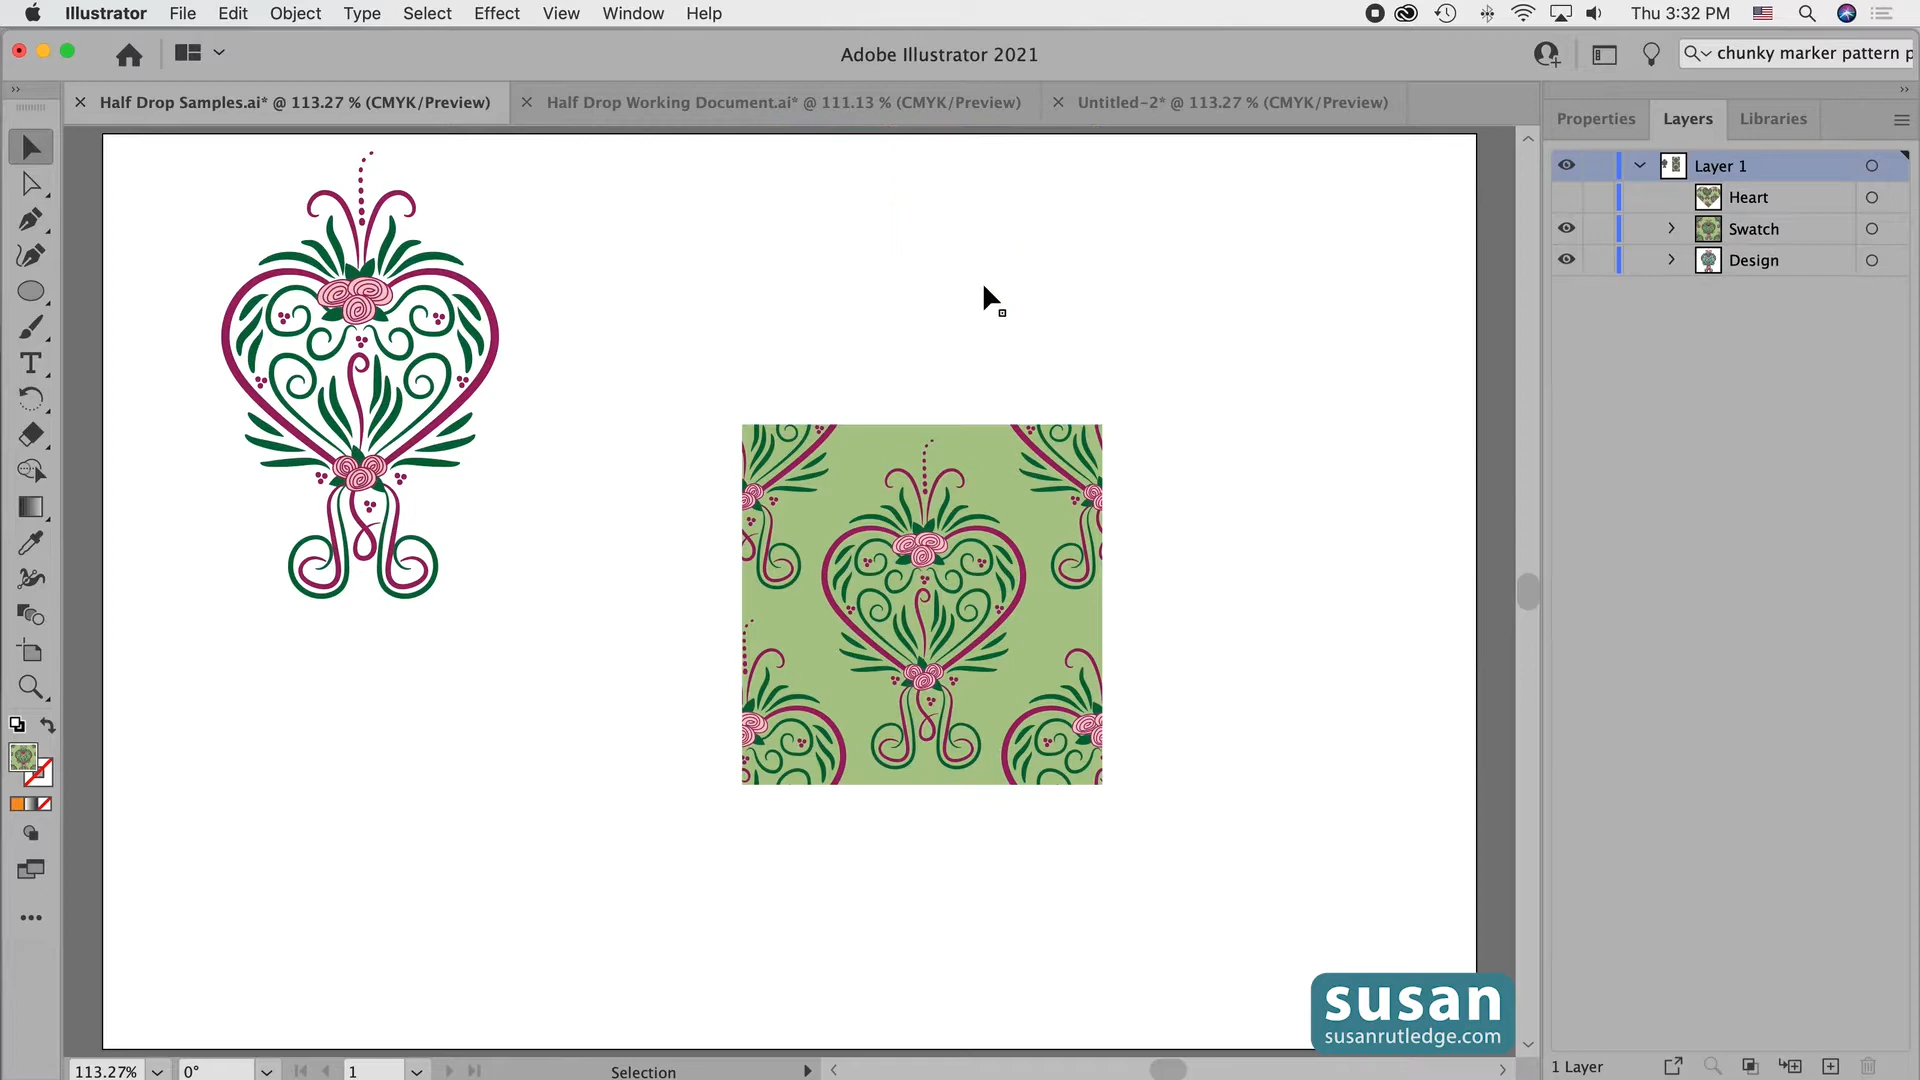 Illustrator File Edit Object Type Select Effect View Window Help Thu 3:32 PM
Adobe Illustrator 2021
chunky marker pattern p
Half Drop Samples.ai* @ 113.27 % (CMYK/Preview) Half Drop Working Document.ai* @ 111.13 % (CMYK/Preview) Untitled-2* @ 113.27 % (CMYK/Preview)
Properties Layers Libraries
Layer 1
Heart
Swatch
Design
susan
susanrutledge.com
113.27% 0° 1 Selection
1 Layer